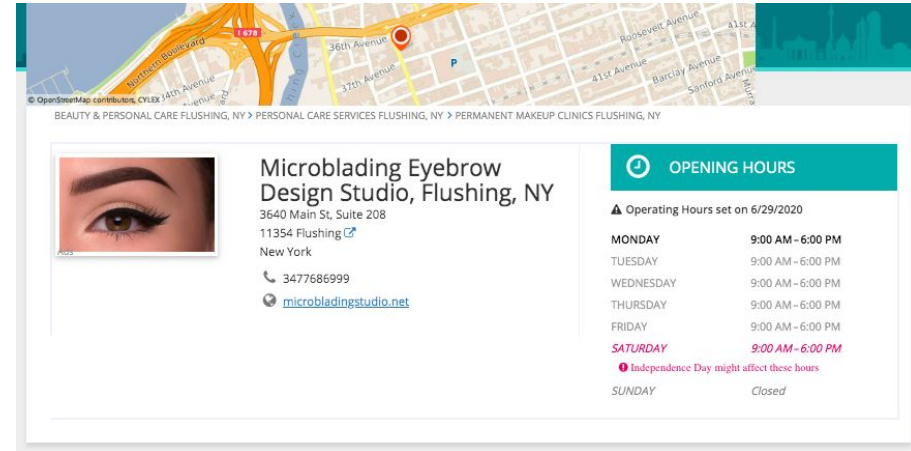 Northern Boulevard
I 678
36th Avenue
37th Avenue
34th Avenue
P
Roosevelt Avenue
41st A
41st Avenue
Barclay Avenue
Sanford Avenue
© OpenStreetMap contributors, CYLEX
BEAUTY & PERSONAL CARE FLUSHING, NY > PERSONAL CARE SERVICES FLUSHING, NY > PERMANENT MAKEUP CLINICS FLUSHING, NY
Microblading Eyebrow
Design Studio, Flushing, NY
3640 Main St, Suite 208
11354 Flushing
New York
3477686999
microbladingstudio.net
Ads
OPENING HOURS
Operating Hours set on 6/29/2020
MONDAY 9:00 AM – 6:00 PM
TUESDAY 9:00 AM – 6:00 PM
WEDNESDAY 9:00 AM – 6:00 PM
THURSDAY 9:00 AM – 6:00 PM
FRIDAY 9:00 AM – 6:00 PM
SATURDAY 9:00 AM – 6:00 PM
Independence Day might affect these hours
SUNDAY Closed